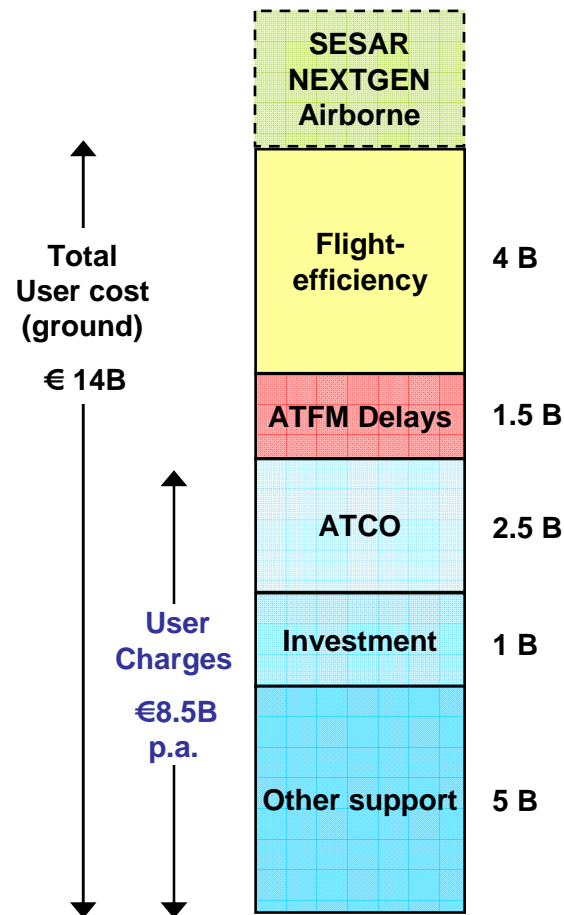 SESAR
NEXTGEN
Airborne
Total
User cost
(ground)
€ 14B
Flight-
efficiency
4 B
ATFM Delays
1.5 B
ATCO
2.5 B
User
Charges
€8.5B
p.a.
Investment
1 B
Other support
5 B